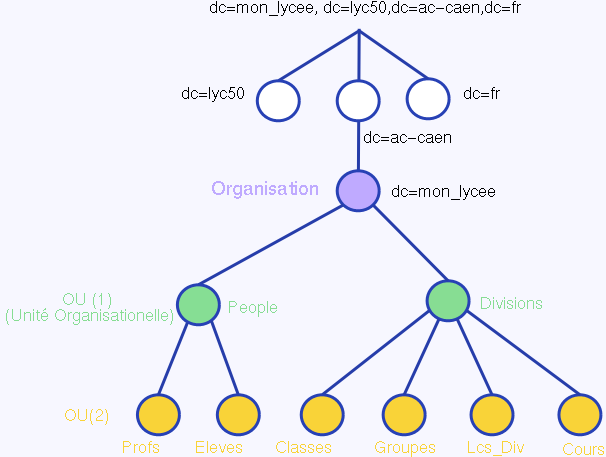 dc=mon_lycee, dc=lyc50,dc=ac-caen,dc=fr
dc=lyc50
dc=fr
dc=ac-caen
Organisation
dc=mon_lycee
OU (1)
(Unité Organisationelle)
People
Divisions
OU(2)
Profs
Eleves
Classes
Groupes
Lcs_Div
Cours